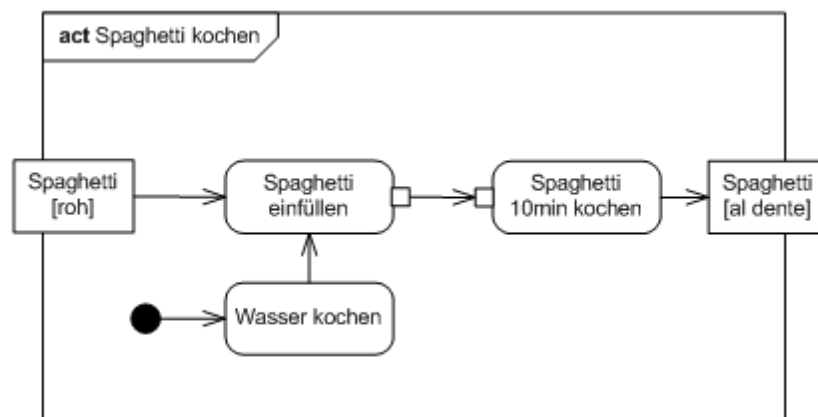 act Spaghetti kochen
Spaghetti
[roh]
Spaghetti
einfüllen
Spaghetti
10min kochen
Spaghetti
[al dente]
Wasser kochen